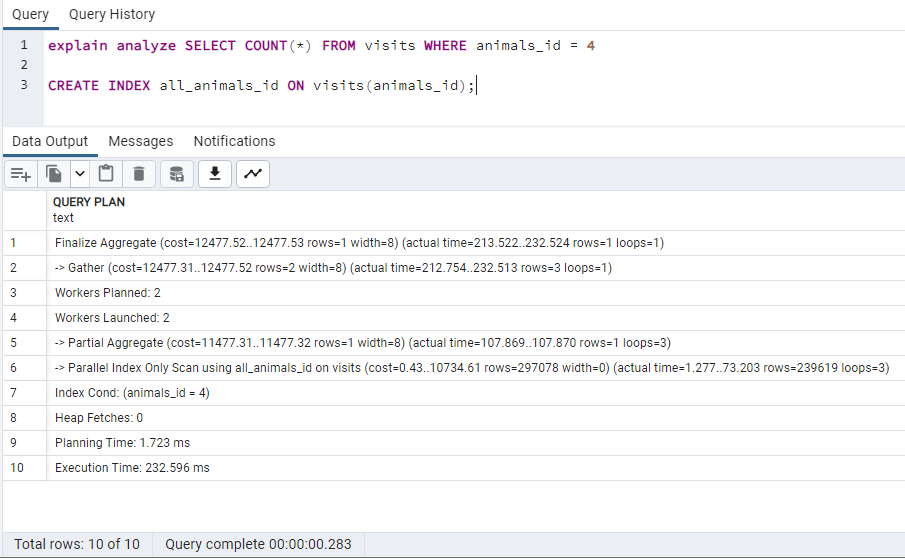 Query Query History
1 explain analyze SELECT COUNT(*) FROM visits WHERE animals_id = 4
2
3 CREATE INDEX all_animals_id ON visits(animals_id);
Data Output Messages Notifications
QUERY PLAN
text
1 Finalize Aggregate (cost=12477.52..12477.53 rows=1 width=8) (actual time=213.522..232.524 rows=1 loops=1)
2 -> Gather (cost=12477.31..12477.52 rows=2 width=8) (actual time=212.754..232.513 rows=3 loops=1)
3 Workers Planned: 2
4 Workers Launched: 2
5 -> Partial Aggregate (cost=11477.31..11477.32 rows=1 width=8) (actual time=107.869..107.870 rows=1 loops=3)
6 -> Parallel Index Only Scan using all_animals_id on visits (cost=0.43..10734.61 rows=297078 width=0) (actual time=1.277..73.203 rows=239619 loops=3)
7 Index Cond: (animals_id = 4)
8 Heap Fetches: 0
9 Planning Time: 1.723 ms
10 Execution Time: 232.596 ms
Total rows: 10 of 10 Query complete 00:00:00.283